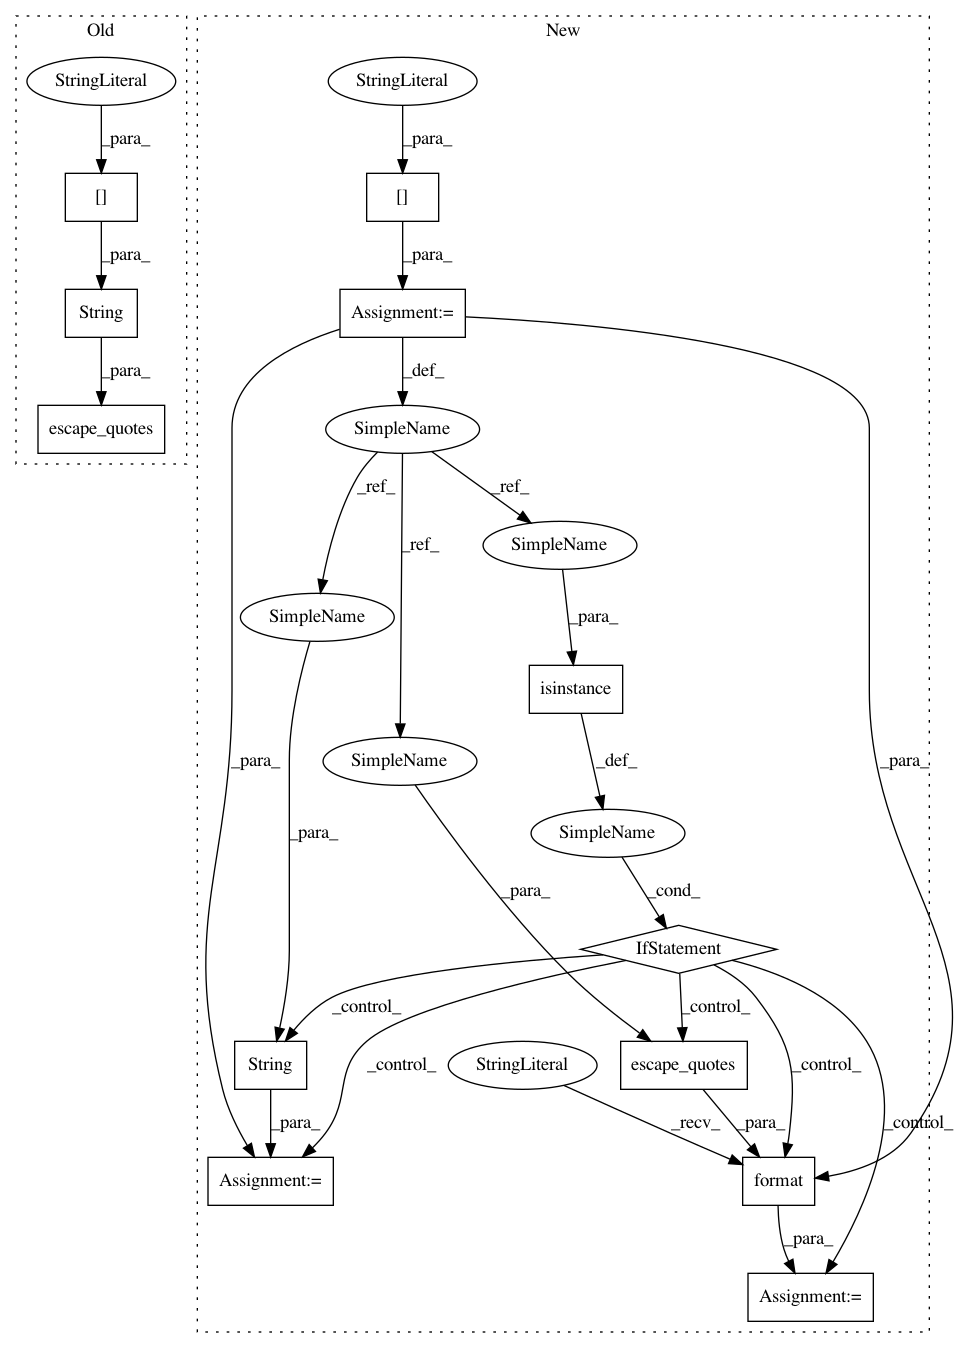 Old
New
StringLiteral
StringLiteral
_para_
_para_
[]
[]
_para_
_para_
String
Assignment:=
_para_
_def_
escape_quotes
SimpleName
_ref_
_ref_
_ref_
SimpleName
SimpleName
_para_
isinstance
SimpleName
_para_
_def_
_para_
_para_
SimpleName
_para_
_cond_
IfStatement
_control_
_control_
_control_
_control_
_control_
String
StringLiteral
escape_quotes
_para_
_recv_
_para_
Assignment:=
format
_para_
Assignment:=